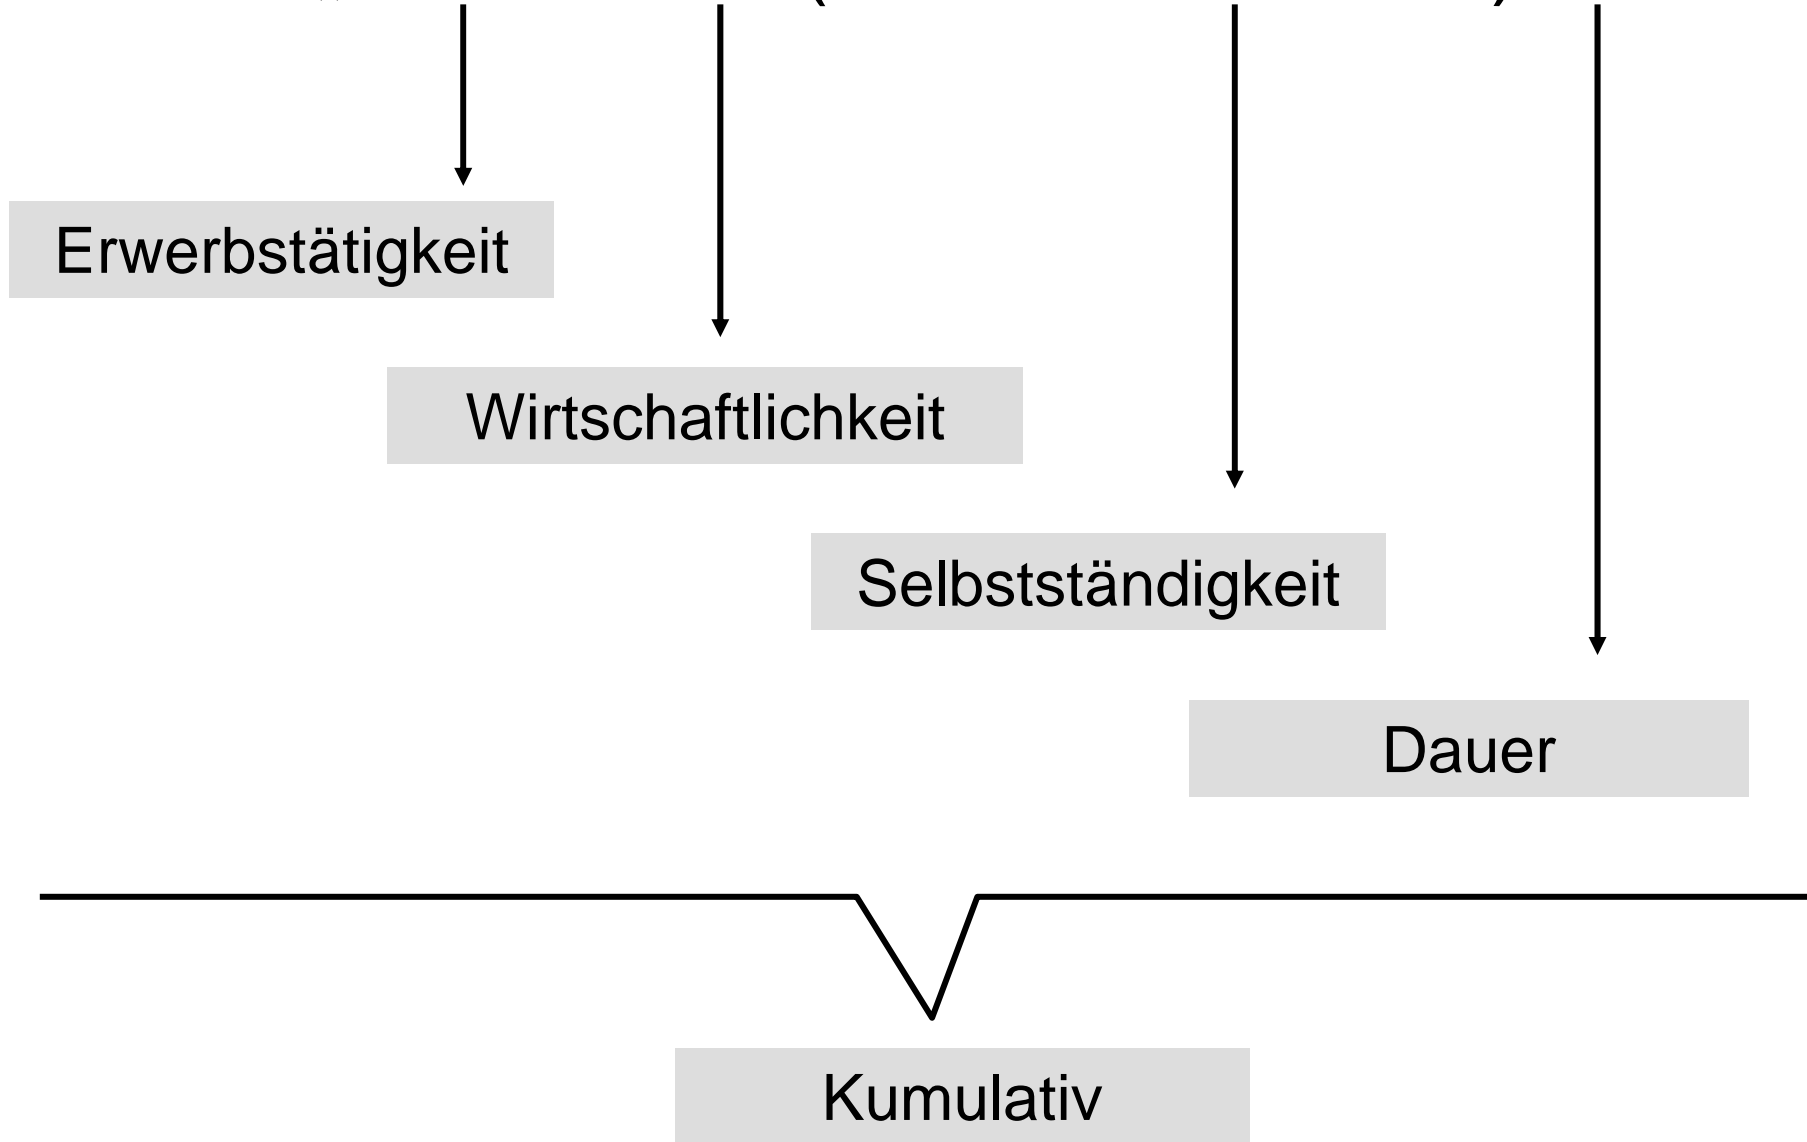 Erwerbstätigkeit
Wirtschaftlichkeit
Selbstständigkeit
Dauer
Kumulativ